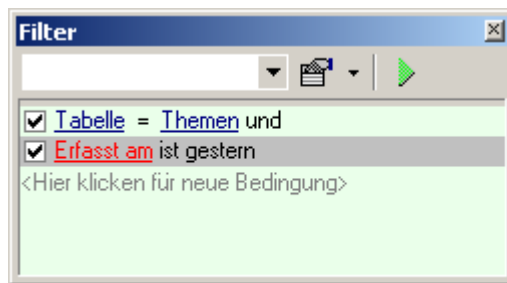 Filter
Tabelle = Themen und
Erfasst am ist gestern
<Hier klicken für neue Bedingung>